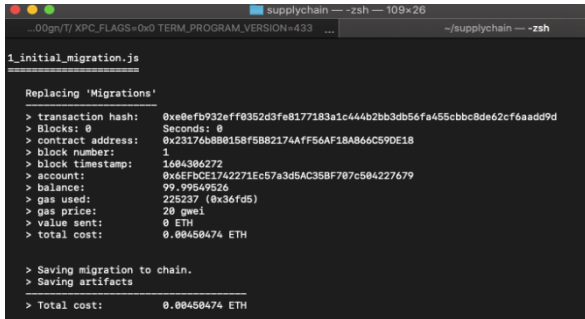 supplychain — -zsh — 109×26
...00gn/T/ XPC_FLAGS=0x0 TERM_PROGRAM_VERSION=433 ...
~/supplychain — -zsh
1_initial_migration.js
======================
Replacing 'Migrations'
----------------------
> transaction hash: 0xe0efb932eff0352d3fe8177183a1c444b2bb3db56fa455cbbc8de62cf6aadd9d
> Blocks: 0 Seconds: 0
> contract address: 0x23176b8B0158f5B82174AfF56AF18A866C59DE18
> block number: 1
> block timestamp: 1604306272
> account: 0x6EFbCE1742271Ec57a3d5AC35BF707c504227679
> balance: 99.99549526
> gas used: 225237 (0x36fd5)
> gas price: 20 gwei
> value sent: 0 ETH
> total cost: 0.00450474 ETH
> Saving migration to chain.
> Saving artifacts
-------------------------------------
> Total cost: 0.00450474 ETH